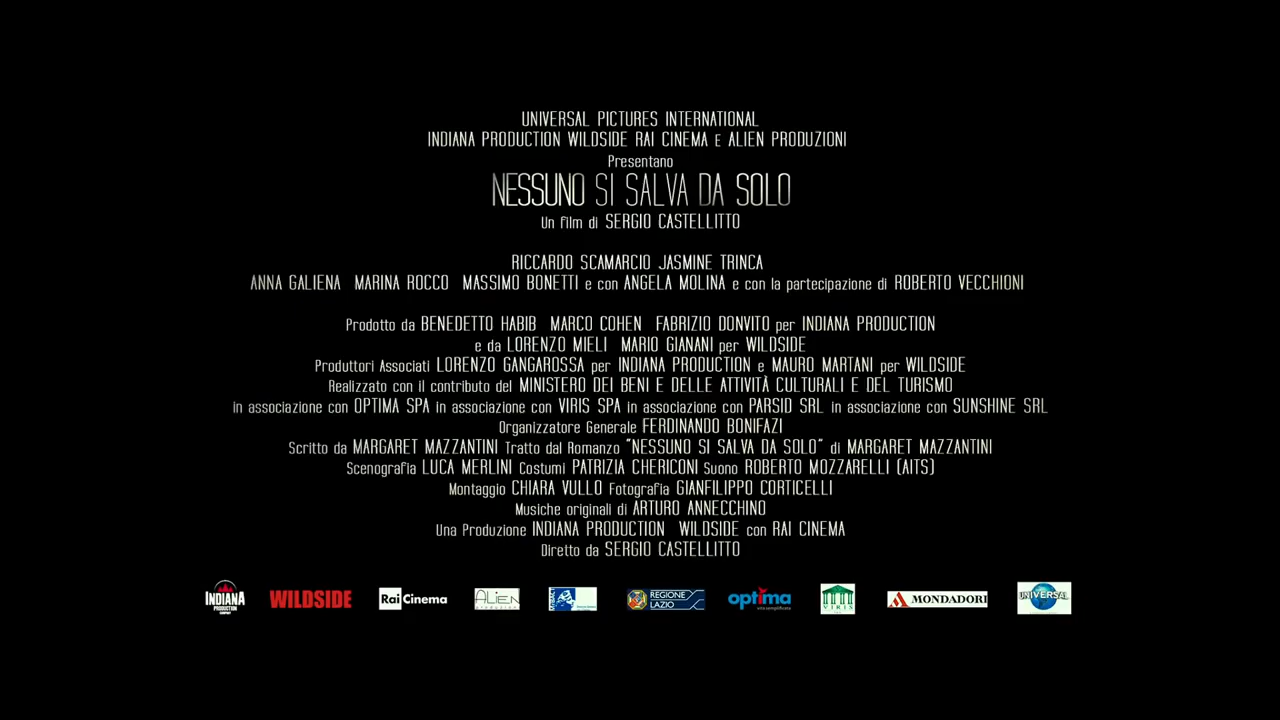 UNIVERSAL PICTURES INTERNATIONAL
INDIANA PRODUCTION WILDSIDE RAI CINEMA E ALIEN PRODUZIONI
Presentano
NESSUNO SI SALVA DA SOLO
Un film di SERGIO CASTELLITTO
RICCARDO SCAMARCIO JASMINE TRINCA
ANNA GALIENA MARINA ROCCO MASSIMO BONETTI e con ANGELA MOLINA e con la partecipazione di ROBERTO VECCHIONI
Prodotto da BENEDETTO HABIB MARCO COHEN FABRIZIO DONVITO per INDIANA PRODUCTION
e da LORENZO MIELI MARIO GIANANI per WILDSIDE
Produttori Associati LORENZO GANGAROSSA per INDIANA PRODUCTION e MAURO MARTANI per WILDSIDE
Realizzato con il contributo del MINISTERO DEI BENI E DELLE ATTIVITÀ CULTURALI E DEL TURISMO
in associazione con OPTIMA SPA in associazione con VIRIS SPA in associazione con PARSID SRL in associazione con SUNSHINE SRL
Organizzatore Generale FERDINANDO BONIFAZI
Scritto da MARGARET MAZZANTINI Tratto dal Romanzo "NESSUNO SI SALVA DA SOLO" di MARGARET MAZZANTINI
Scenografia LUCA MERLINI Costumi PATRIZIA CHERICONI Suono ROBERTO MOZZARELLI (AITS)
Montaggio CHIARA VULLO Fotografia GIANFILIPPO CORTICELLI
Musiche originali di ARTURO ANNECCHINO
Una Produzione INDIANA PRODUCTION WILDSIDE con RAI CINEMA
Diretto da SERGIO CASTELLITTO
INDIANA PRODUCTION COMPANY WILDSIDE Rai Cinema ALIEN produzioni REGIONE LAZIO optima vita semplificata VIRIS MONDADORI UNIVERSAL